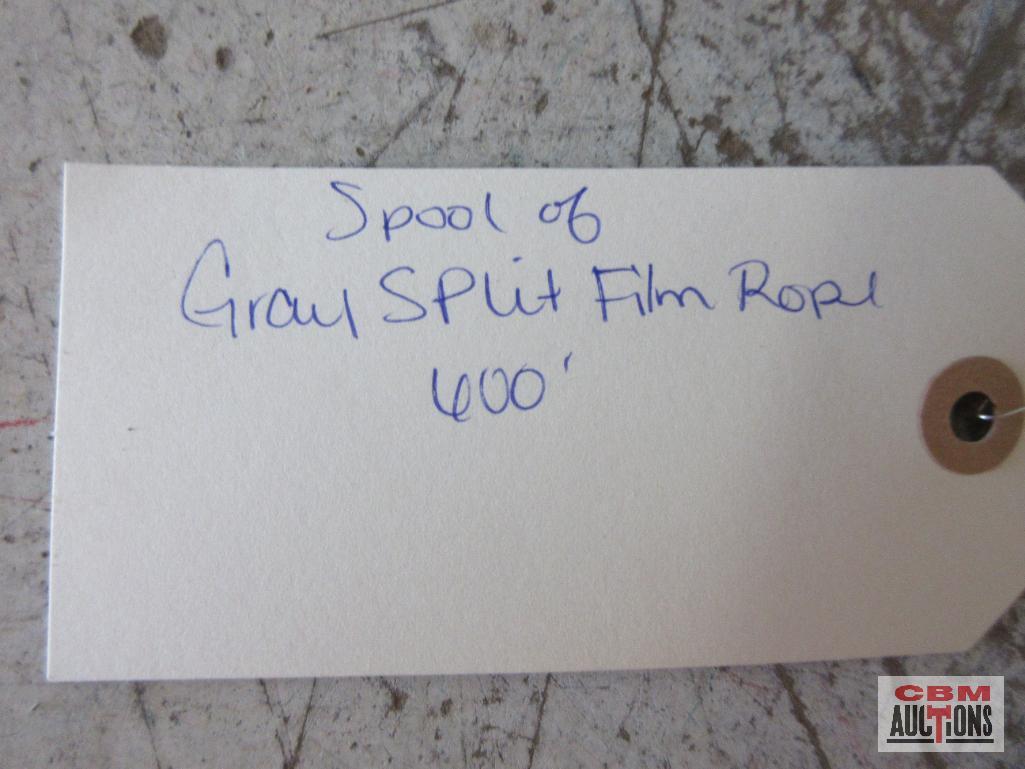 Spool of
Gray Split Film Rope
600'
CBM
AUCTIONS